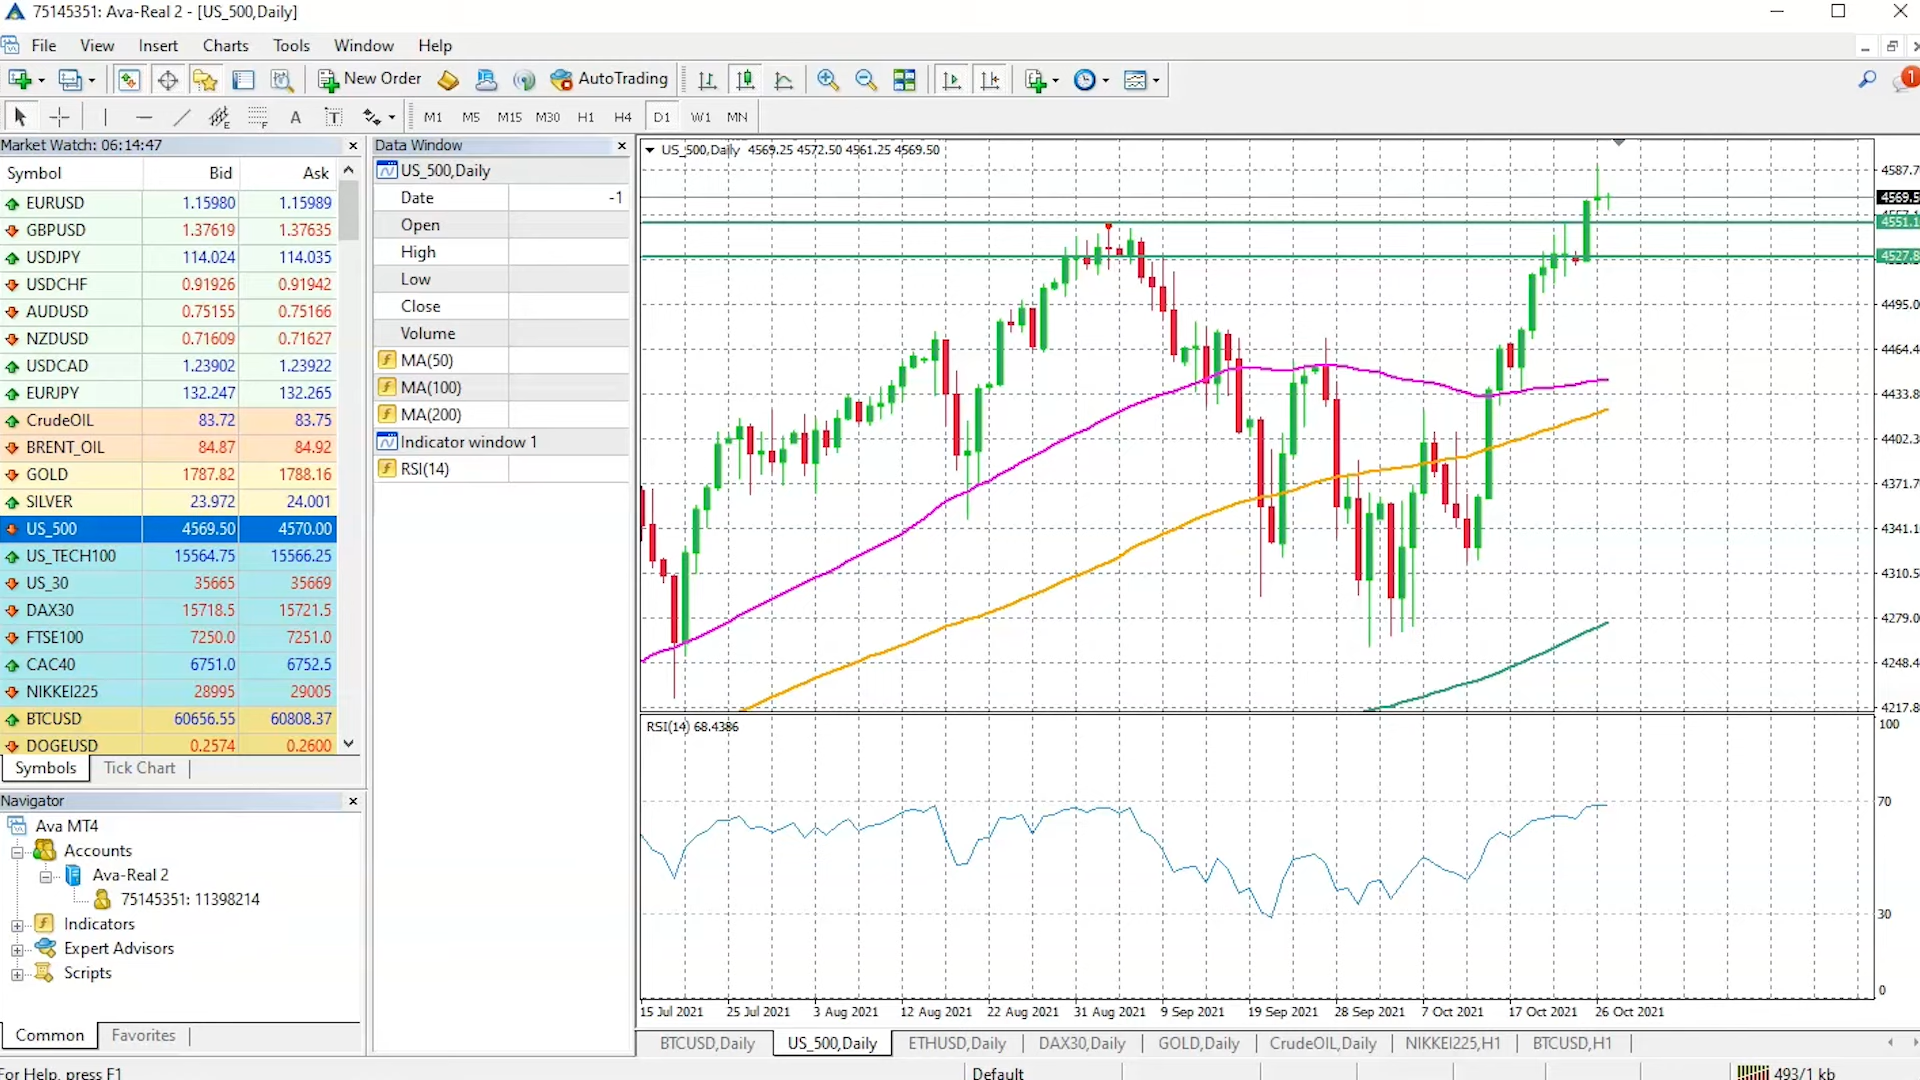 75145351: Ava-Real 2 - [US_500,Daily]
File View Insert Charts Tools Window Help
New Order AutoTrading 1
A T M1 M5 M15 M30 H1 H4 D1 W1 MN
Market Watch: 06:14:47
Symbol Bid Ask
EURUSD 1.15980 1.15989
GBPUSD 1.37619 1.37635
USDJPY 114.024 114.035
USDCHF 0.91926 0.91942
AUDUSD 0.75155 0.75166
NZDUSD 0.71609 0.71627
USDCAD 1.23902 1.23922
EURJPY 132.247 132.265
CrudeOIL 83.72 83.75
BRENT_OIL 84.87 84.92
GOLD 1787.82 1788.16
SILVER 23.972 24.001
US_500 4569.50 4570.00
US_TECH100 15564.75 15566.25
US_30 35665 35669
DAX30 15718.5 15721.5
FTSE100 7250.0 7251.0
CAC40 6751.0 6752.5
NIKKEI225 28995 29005
BTCUSD 60656.55 60808.37
DOGEUSD 0.2574 0.2600
Symbols Tick Chart
Navigator
Ava MT4
Accounts
Ava-Real 2
75145351: 11398214
Indicators
Expert Advisors
Scripts
Common Favorites
Data Window
US_500,Daily
Date -1
Open
High
Low
Close
Volume
MA(50)
MA(100)
MA(200)
Indicator window 1
RSI(14)
US_500,Daily 4569.25 4572.50 4561.25 4569.50
4587.7
4569.5
4551.1
4527.8
4495.0
4464.4
4433.8
4402.3
4371.7
4341.1
4310.5
4279.0
4248.4
4217.8
RSI(14) 68.4386
100
70
30
0
15 Jul 2021 25 Jul 2021 3 Aug 2021 12 Aug 2021 22 Aug 2021 31 Aug 2021 9 Sep 2021 19 Sep 2021 28 Sep 2021 7 Oct 2021 17 Oct 2021 26 Oct 2021
BTCUSD,Daily US_500,Daily ETHUSD,Daily DAX30,Daily GOLD,Daily CrudeOIL,Daily NIKKEI225,H1 BTCUSD,H1
For Help, press F1 Default 493/1 kb